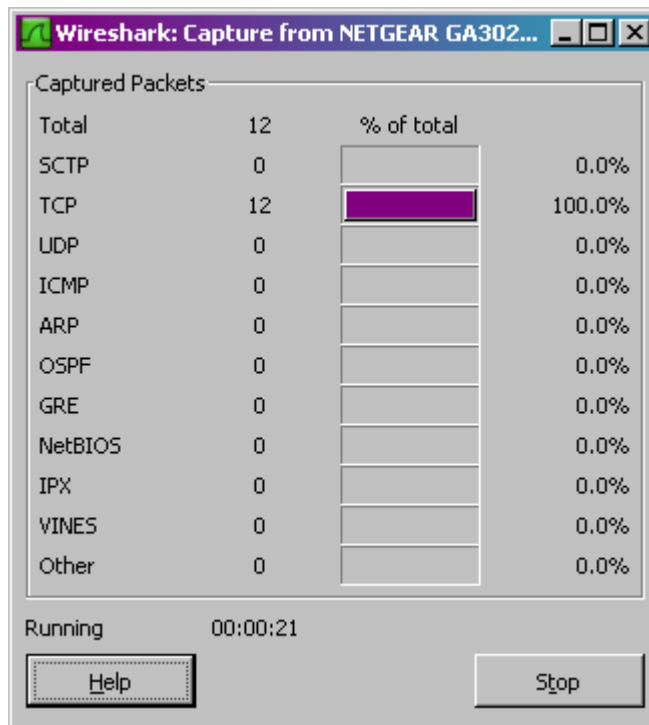 Wireshark: Capture from NETGEAR GA302...
Captured Packets
Total 12 % of total
SCTP 0 0.0%
TCP 12 100.0%
UDP 0 0.0%
ICMP 0 0.0%
ARP 0 0.0%
OSPF 0 0.0%
GRE 0 0.0%
NetBIOS 0 0.0%
IPX 0 0.0%
VINES 0 0.0%
Other 0 0.0%
Running 00:00:21
Help Stop